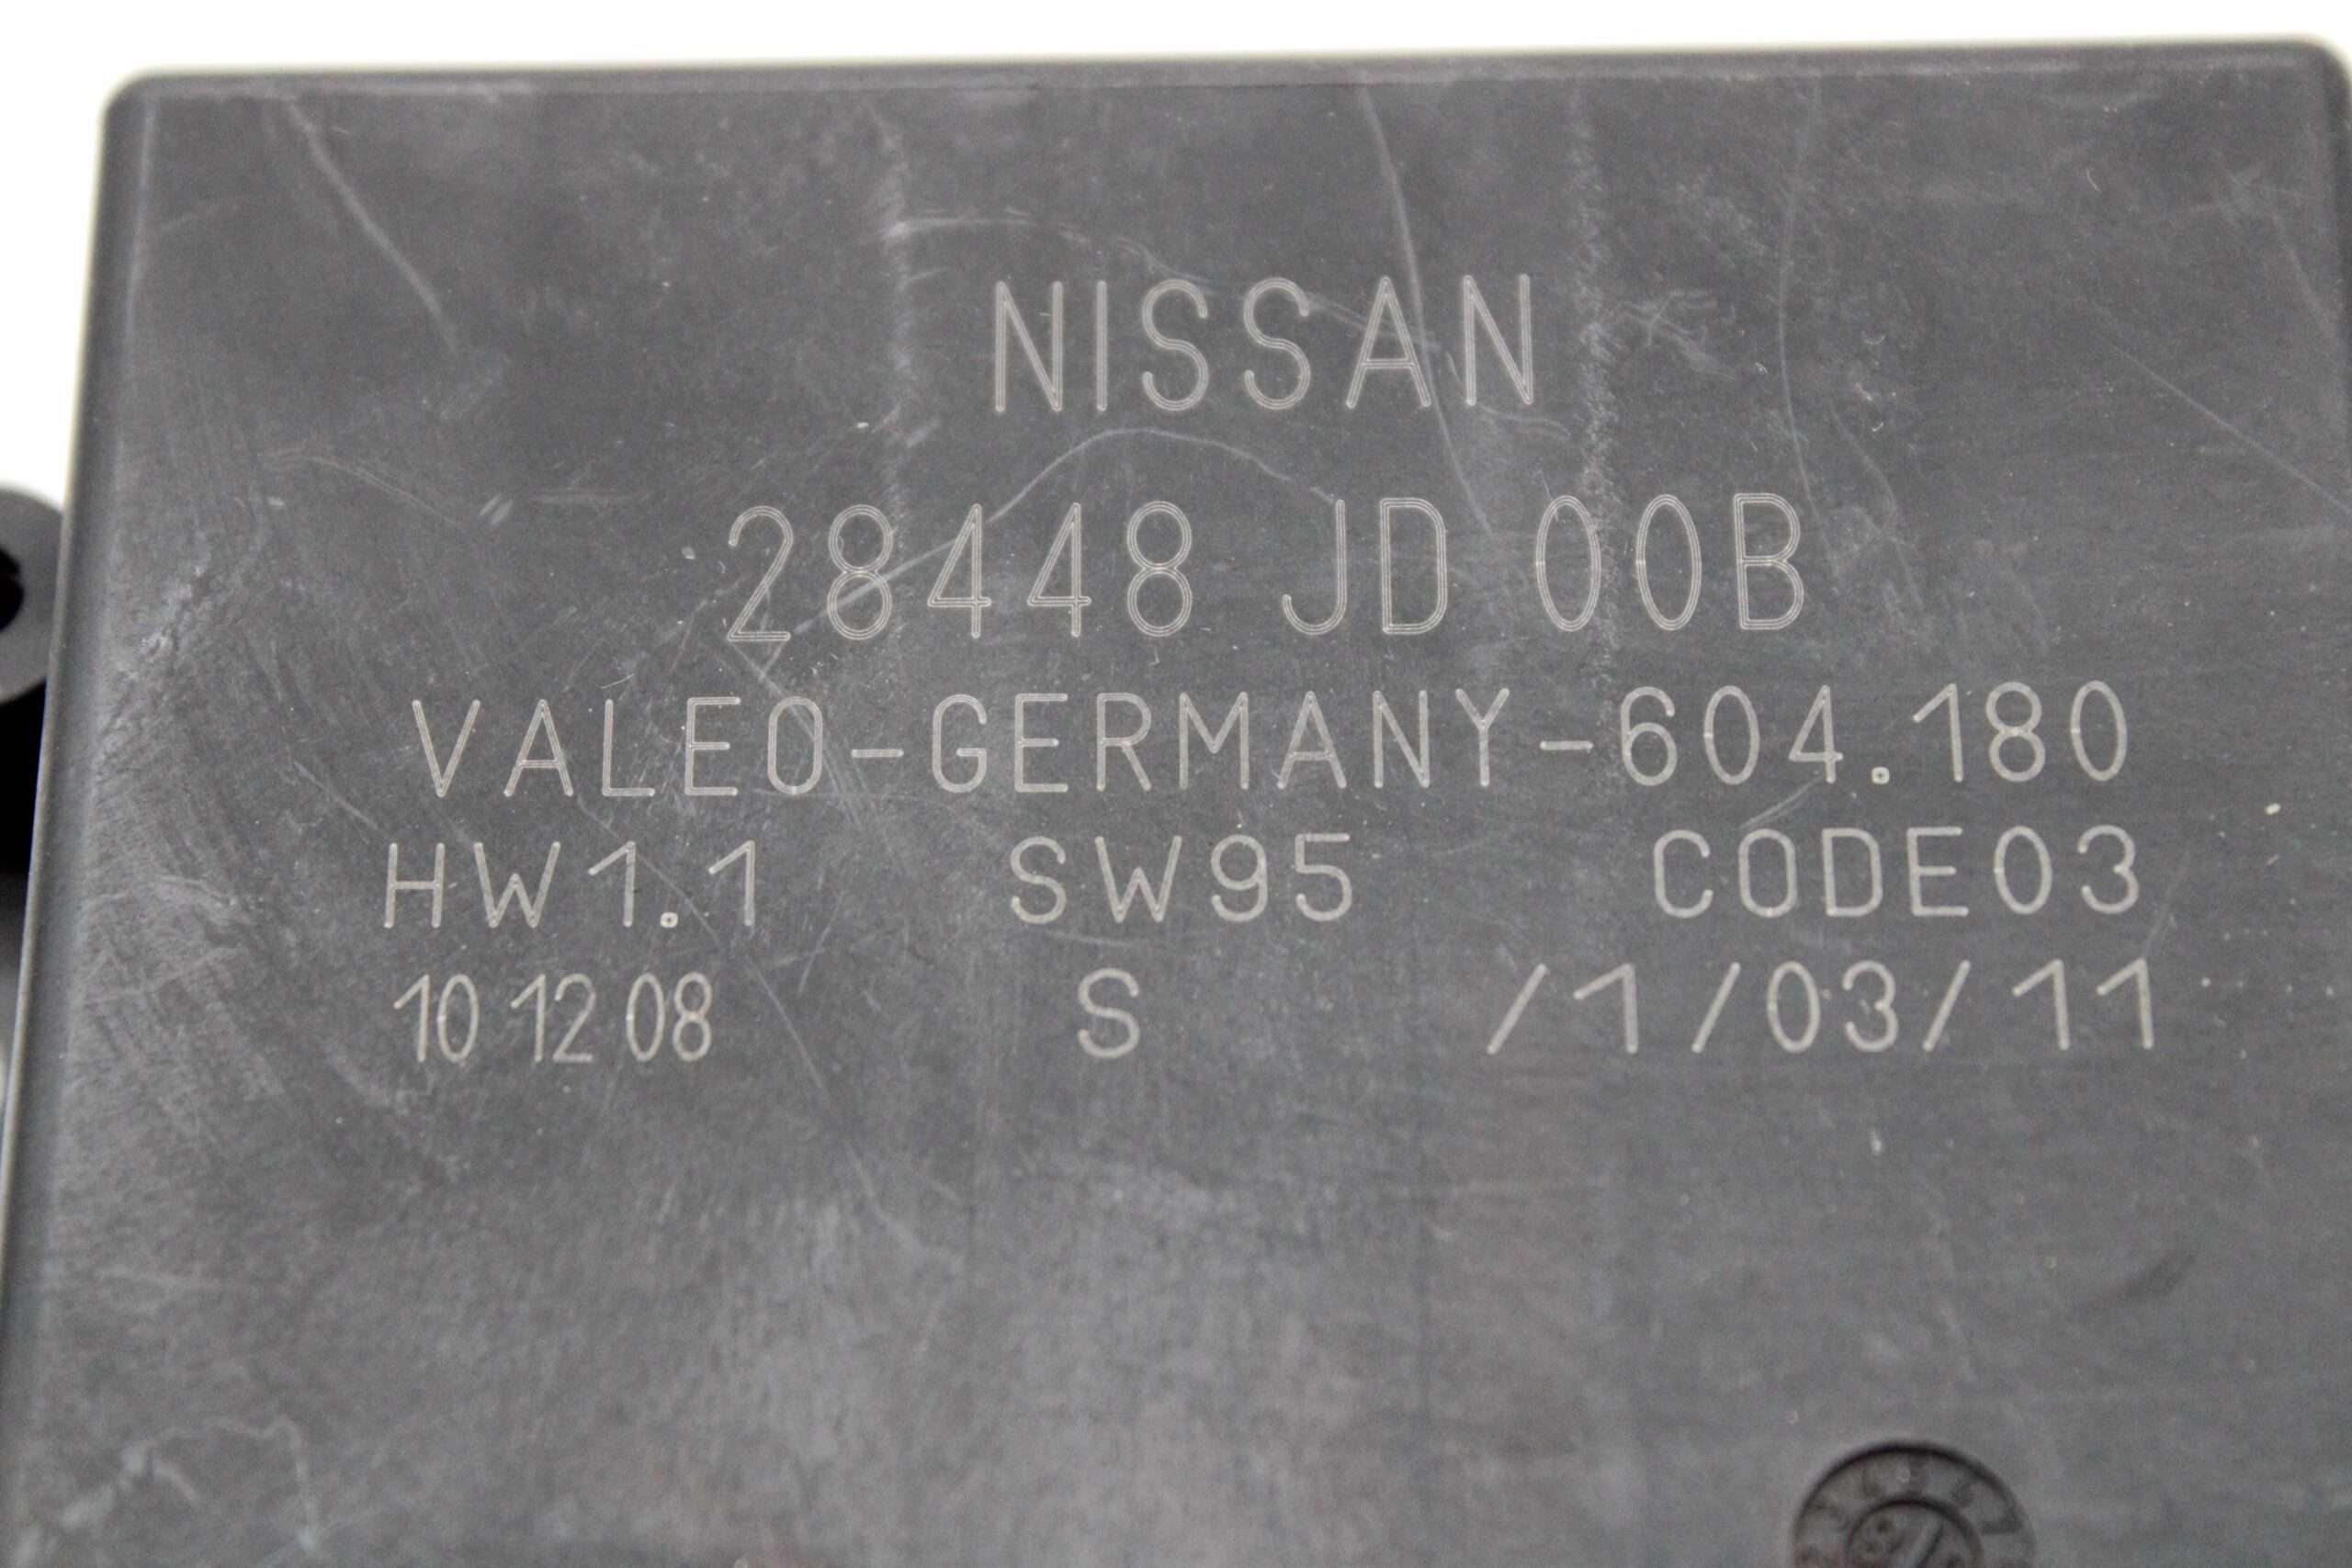 NISSAN
28448 JD 00B
VALEO-GERMANY-604.180
HW1.1 SW95 CODE03
10 12 08 S /1/03/11